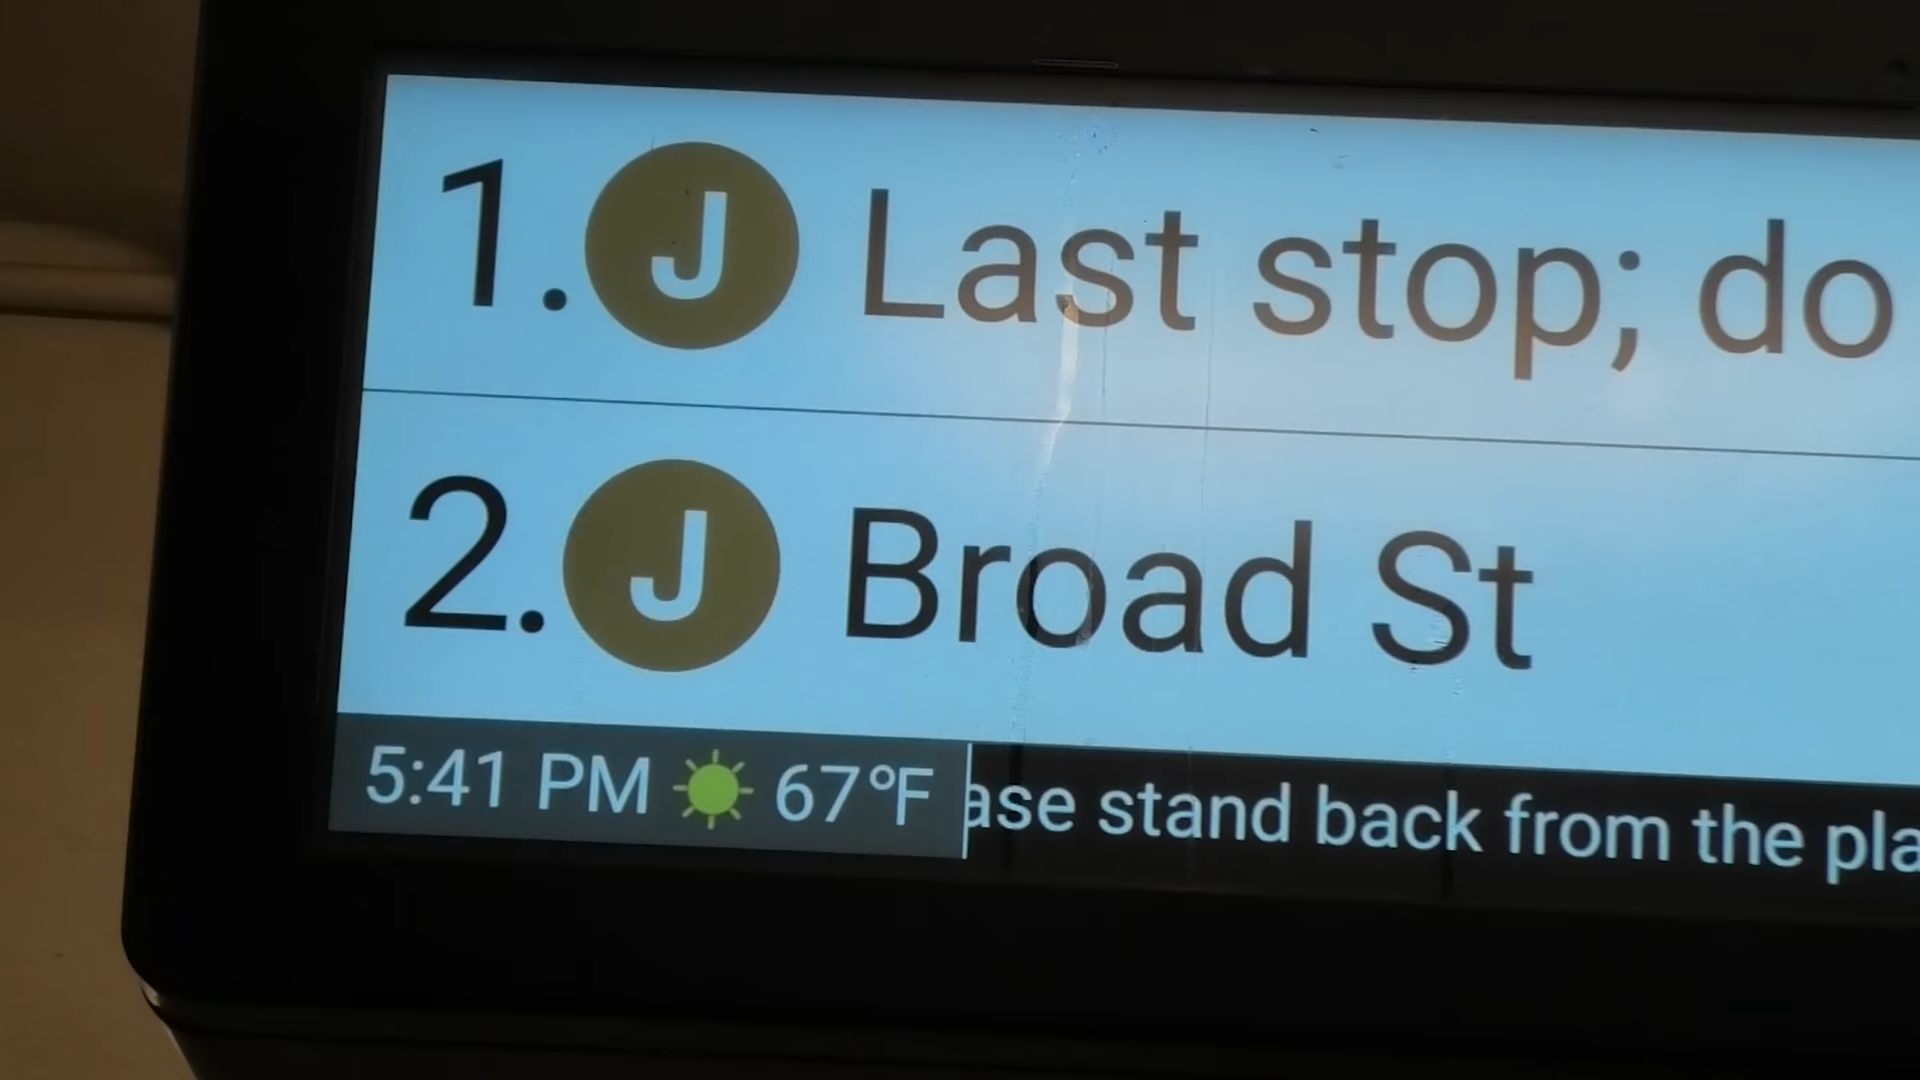 1. J Last stop; do
2. J Broad St
5:41 PM 67°F ase stand back from the pla